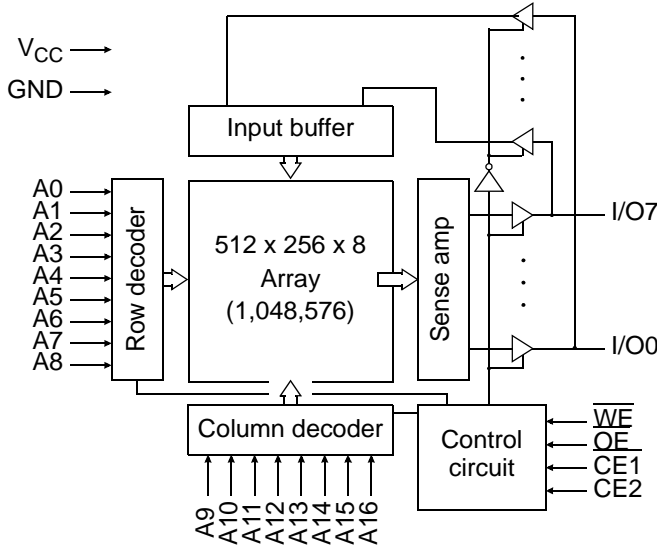 VCC
GND
Input buffer
A0
A1
A2
A3
A4
A5
A6
A7
A8
Row decoder
512 x 256 x 8
Array
(1,048,576)
Sense amp
I/O7
I/O0
Column decoder
A9
A10
A11
A12
A13
A14
A15
A16
Control
circuit
WE
OE
CE1
CE2